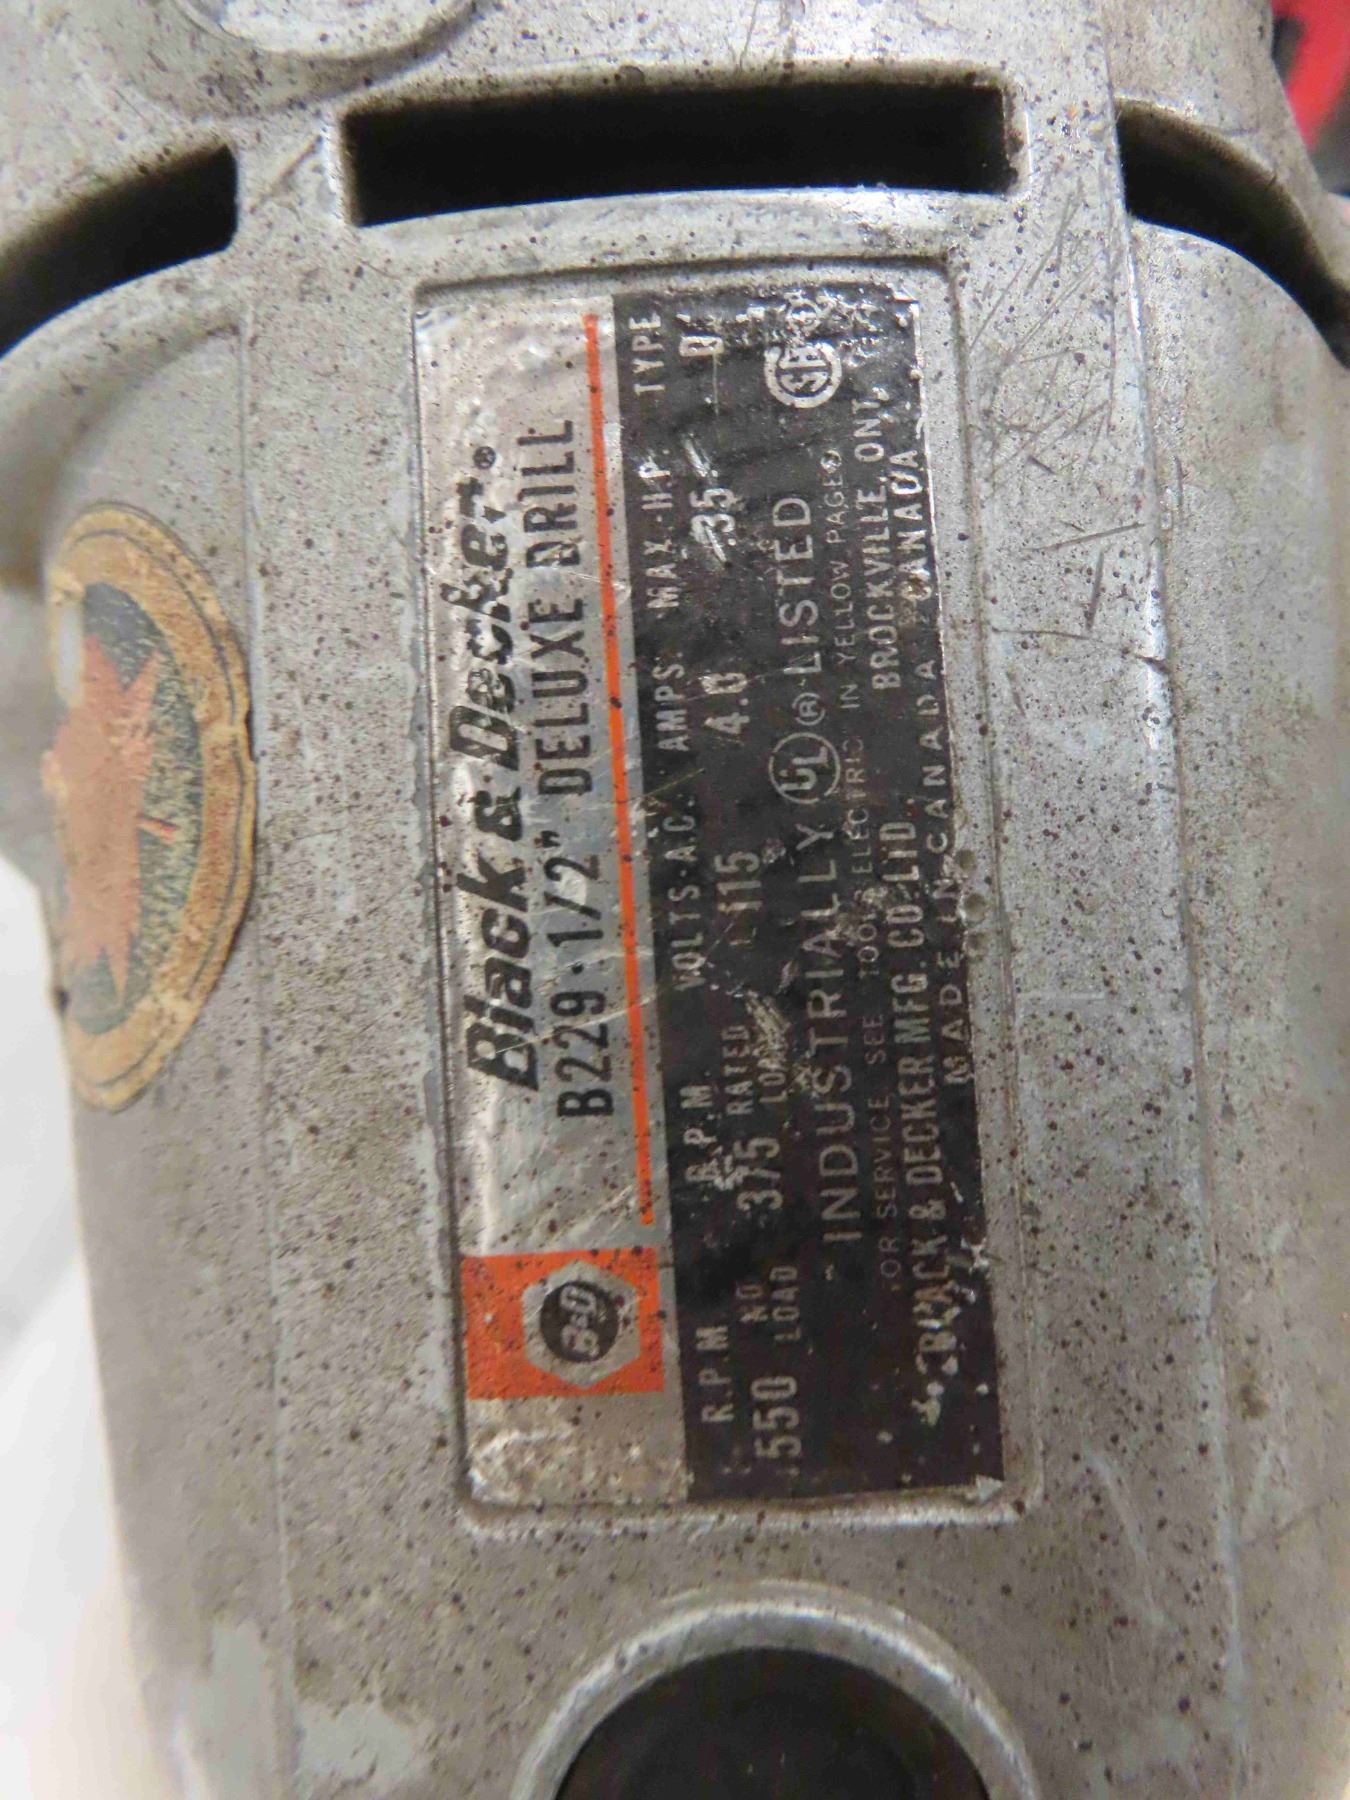 Black & Decker®
B229·1/2" DELUXE DRILL
B&D
R.P.M. R.P.M. VOLTS·A.C. AMPS. MAX·H.P. TYPE
550 NO LOAD 375 RATED LOAD 115 4.0 .35 D
INDUSTRIALLY UL ® LISTED SA
FOR SERVICE SEE TOOLS ELECTRIC IN YELLOW PAGES
BLACK & DECKER MFG. CO. LTD. BROCKVILLE, ONT. CANADA
MADE IN CANADA